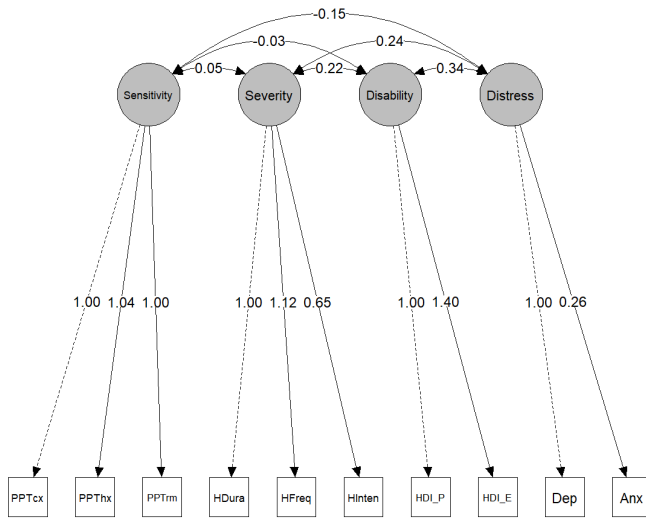 -0.15
-0.03 0.24
0.05 0.22 0.34
Sensitivity Severity Disability Distress
1.00 1.04 1.00 1.00 1.12 0.65 1.00 1.40 1.00 0.26
PPTcx PPThx PPTrm HDura HFreq HInten HDI_P HDI_E Dep Anx